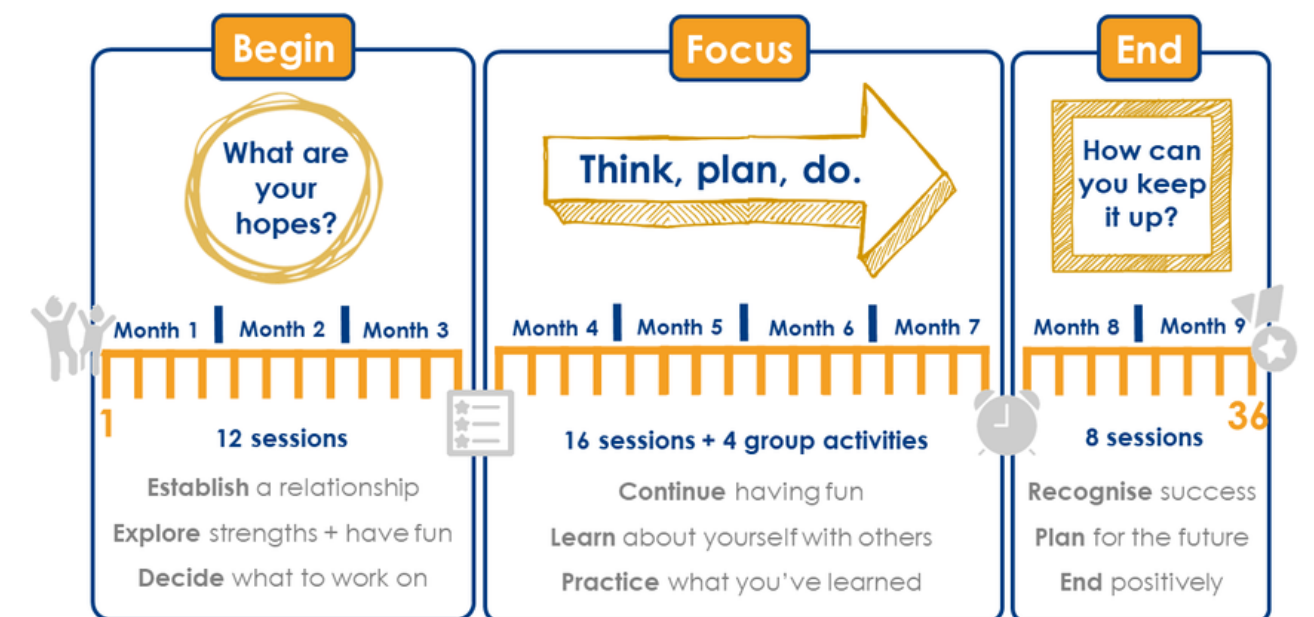 Begin
What are
your
hopes?
Month 1
Month 2
Month 3
1
12 sessions
Establish a relationship
Explore strengths + have fun
Decide what to work on
Focus
Think, plan, do.
Month 4
Month 5
Month 6
Month 7
16 sessions + 4 group activities
Continue having fun
Learn about yourself with others
Practice what you've learned
End
How can
you keep
it up?
Month 8
Month 9
36
8 sessions
Recognise success
Plan for the future
End positively